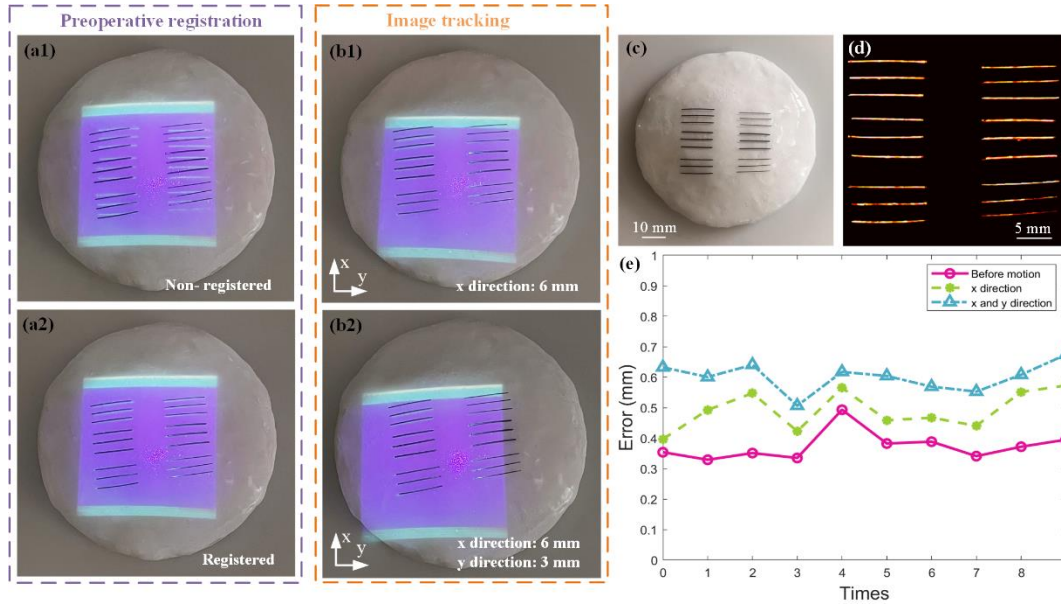 Preoperative registration
Image tracking
(a1)
Non- registered
(b1)
x
y
x direction: 6 mm
(c)
10 mm
(d)
5 mm
(a2)
Registered
(b2)
x
y
x direction: 6 mm
y direction: 3 mm
(e)
1
0.9
0.8
0.7
0.6
0.5
0.4
0.3
0.2
0.1
0
Error (mm)
Before motion
x direction
x and y direction
0 1 2 3 4 5 6 7 8
Times